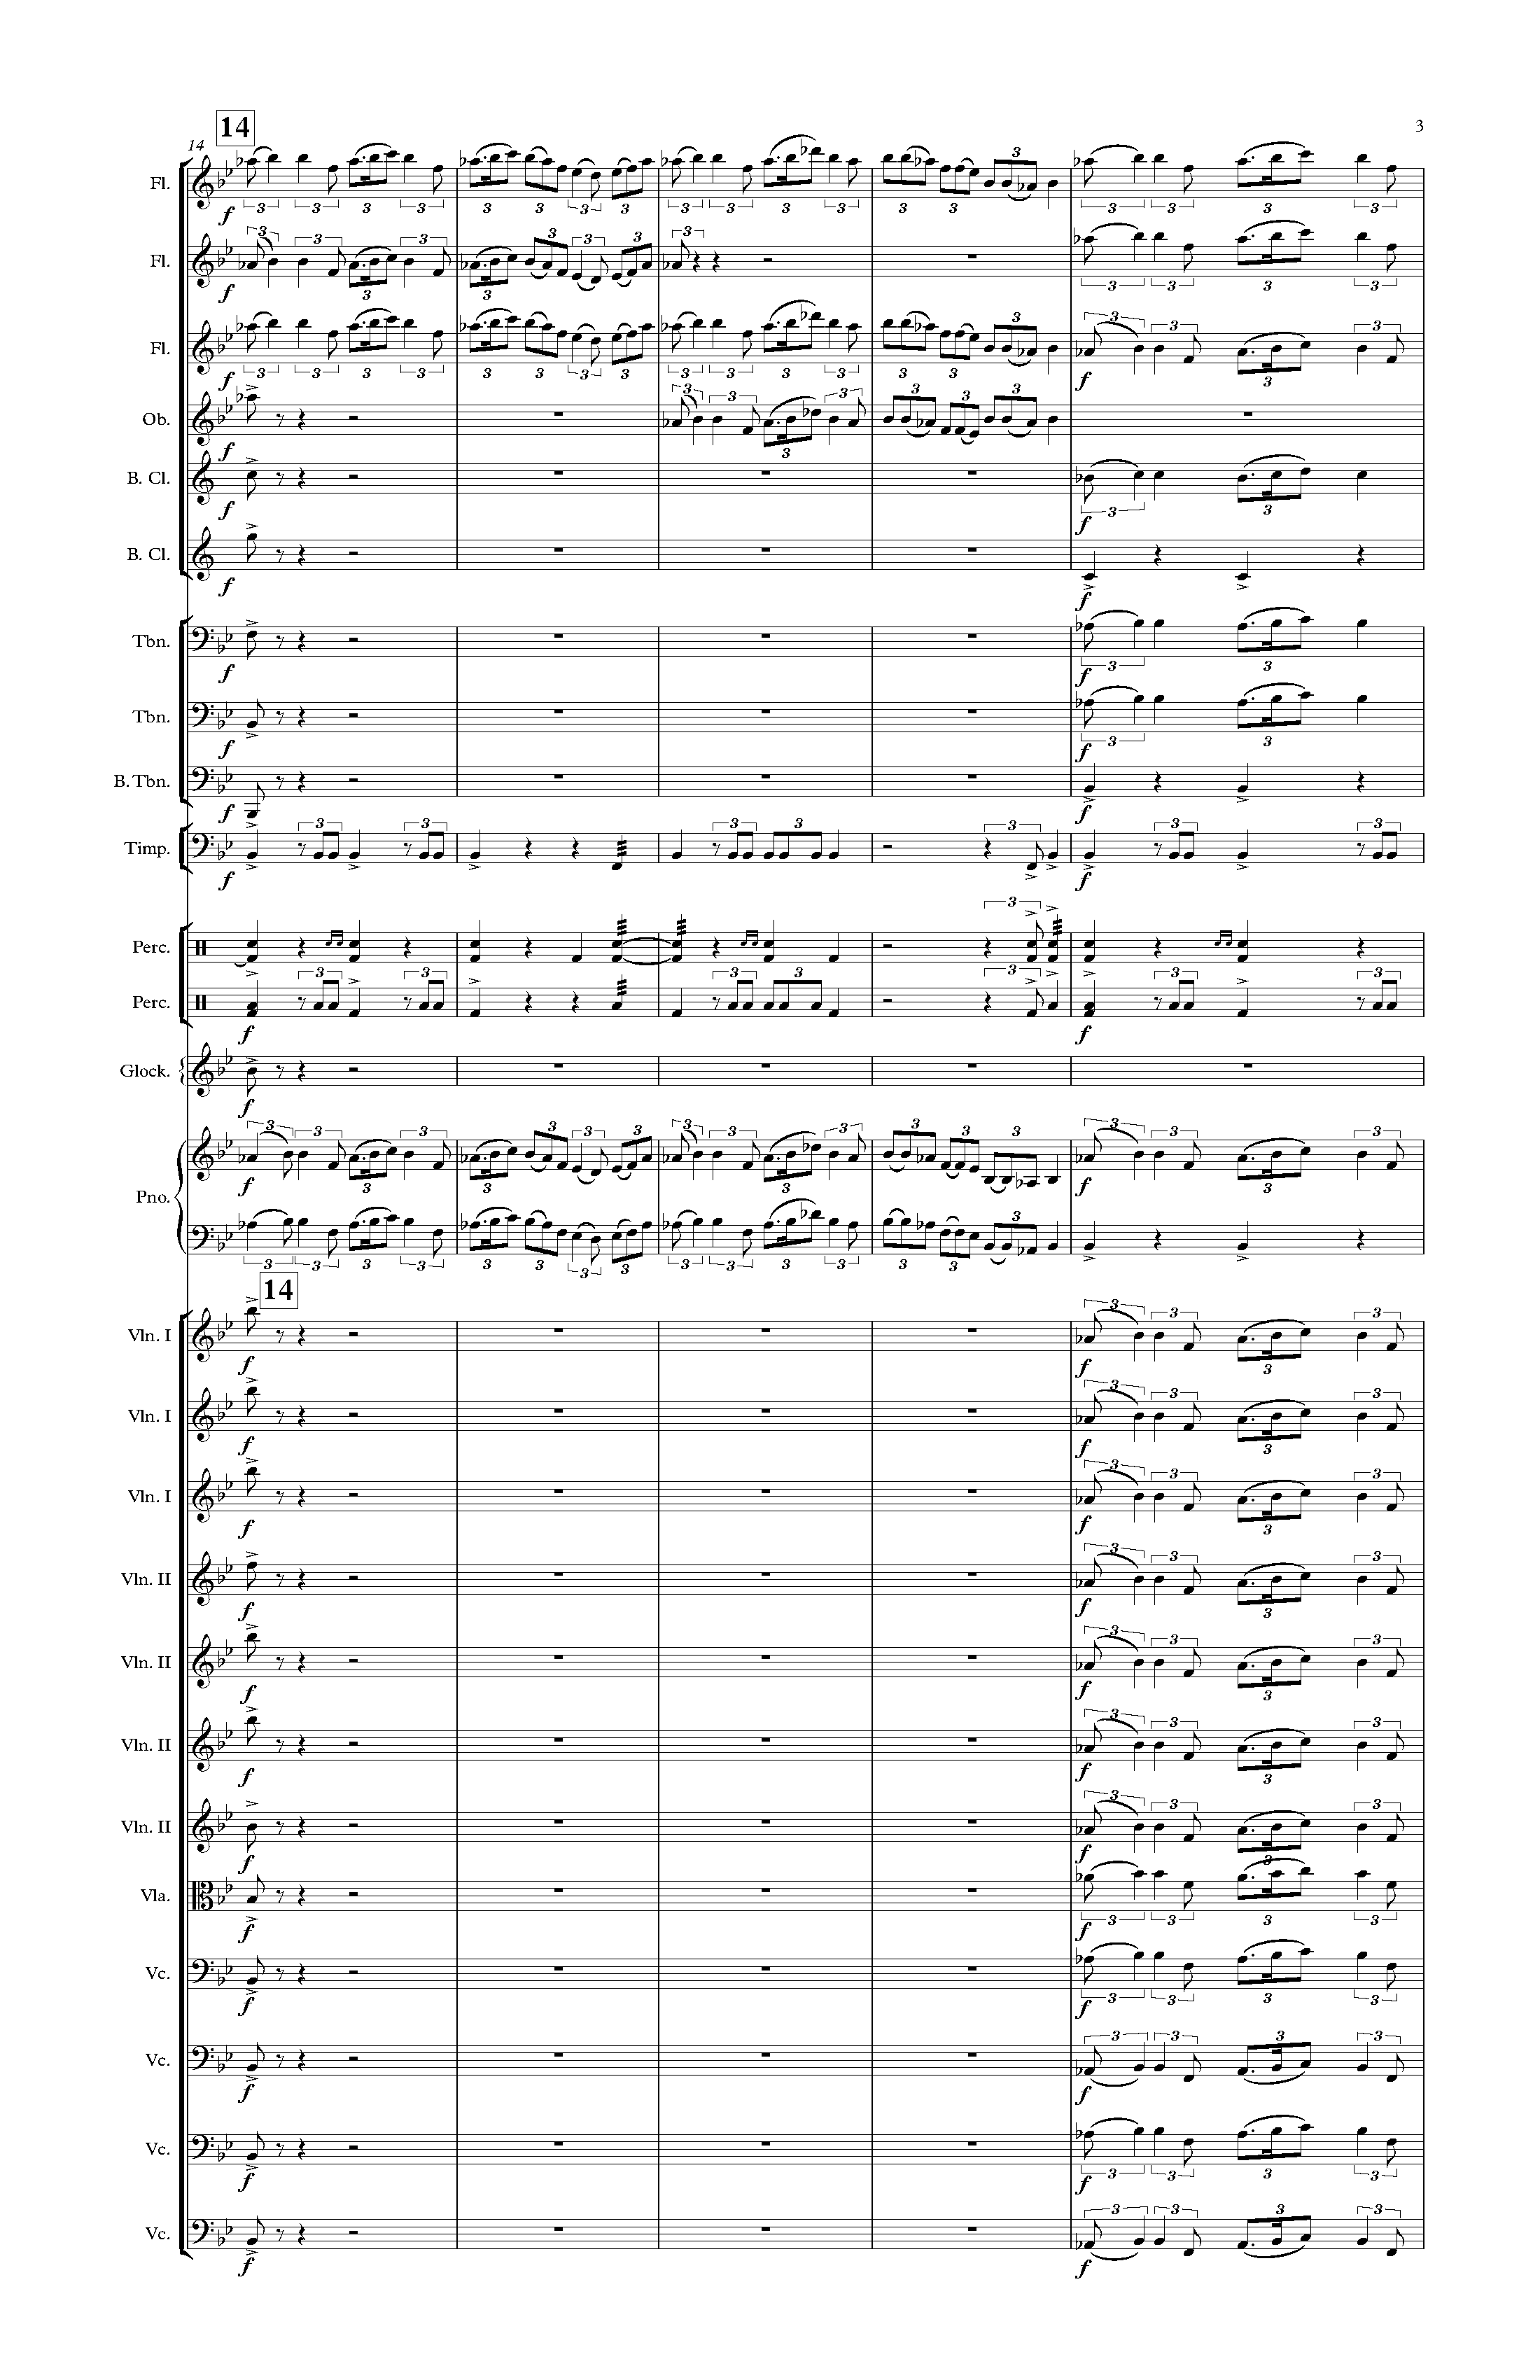 14
3
14
Fl.
Fl.
Fl.
Ob.
B. Cl.
B. Cl.
Tbn.
Tbn.
B. Tbn.
Timp.
Perc.
Perc.
Glock.
Pno.
14
Vln. I
Vln. I
Vln. I
Vln. II
Vln. II
Vln. II
Vln. II
Vla.
Vc.
Vc.
Vc.
Vc.